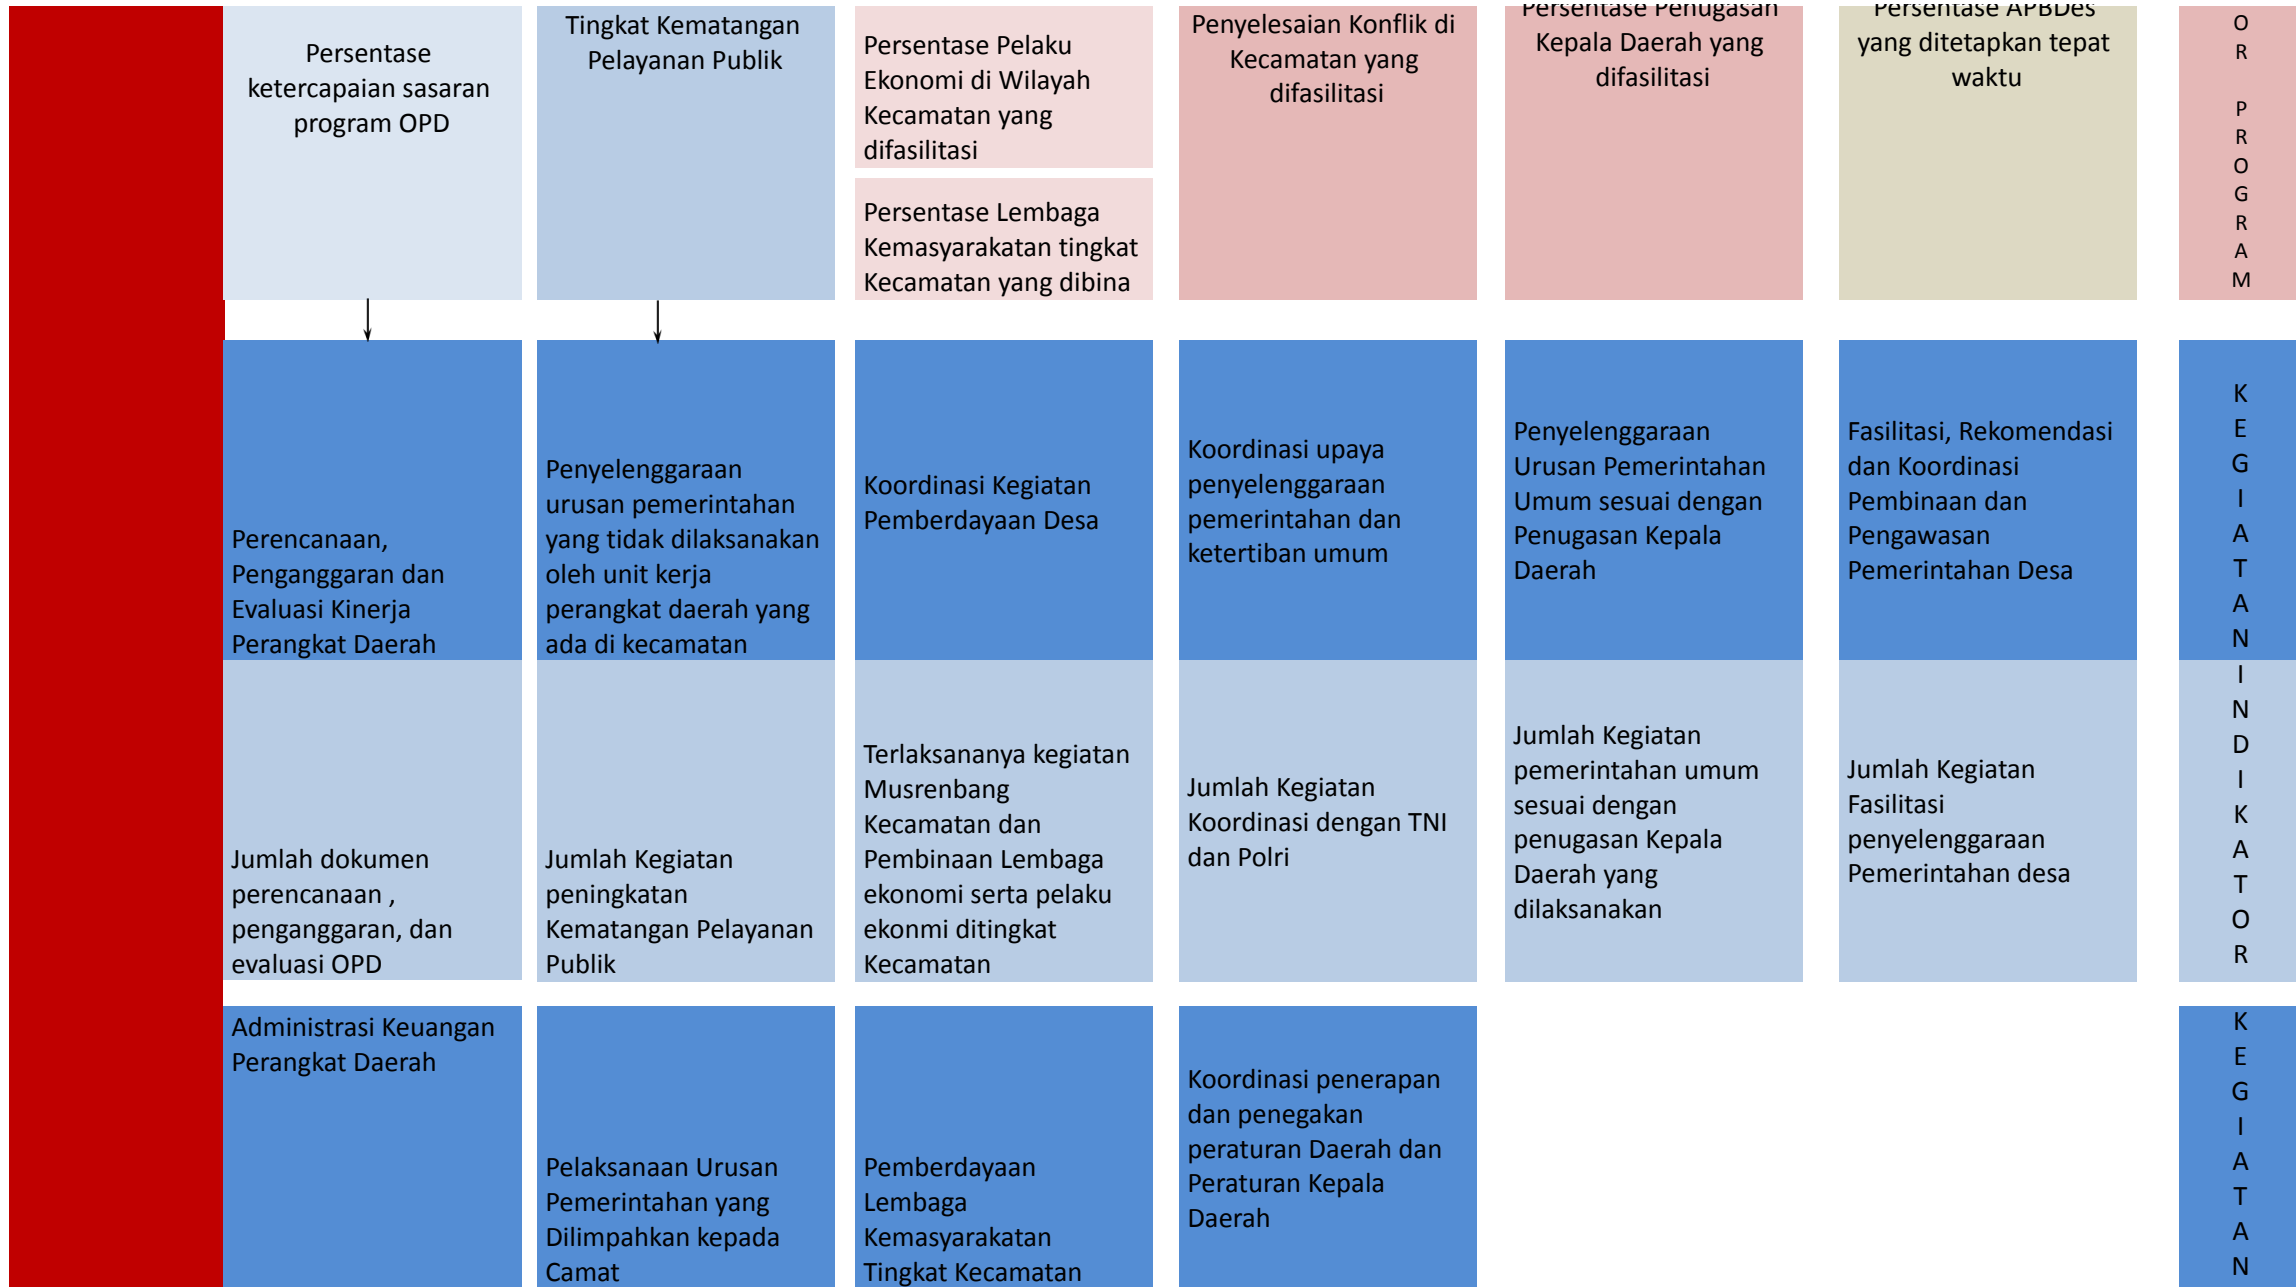 Persentase
ketercapaian sasaran
program OPD
Tingkat Kematangan
Pelayanan Publik
Persentase Pelaku
Ekonomi di Wilayah
Kecamatan yang
difasilitasi
Persentase Lembaga
Kemasyarakatan tingkat
Kecamatan yang dibina
Penyelesaian Konflik di
Kecamatan yang
difasilitasi
Persentase Penugasan
Kepala Daerah yang
difasilitasi
Persentase APBDes
yang ditetapkan tepat
waktu
O
R
P
R
O
G
R
A
M
Perencanaan,
Penganggaran dan
Evaluasi Kinerja
Perangkat Daerah
Penyelenggaraan
urusan pemerintahan
yang tidak dilaksanakan
oleh unit kerja
perangkat daerah yang
ada di kecamatan
Koordinasi Kegiatan
Pemberdayaan Desa
Koordinasi upaya
penyelenggaraan
pemerintahan dan
ketertiban umum
Penyelenggaraan
Urusan Pemerintahan
Umum sesuai dengan
Penugasan Kepala
Daerah
Fasilitasi, Rekomendasi
dan Koordinasi
Pembinaan dan
Pengawasan
Pemerintahan Desa
K
E
G
I
A
T
A
N
Jumlah dokumen
perencanaan ,
penganggaran, dan
evaluasi OPD
Jumlah Kegiatan
peningkatan
Kematangan Pelayanan
Publik
Terlaksananya kegiatan
Musrenbang
Kecamatan dan
Pembinaan Lembaga
ekonomi serta pelaku
ekonmi ditingkat
Kecamatan
Jumlah Kegiatan
Koordinasi dengan TNI
dan Polri
Jumlah Kegiatan
pemerintahan umum
sesuai dengan
penugasan Kepala
Daerah yang
dilaksanakan
Jumlah Kegiatan
Fasilitasi
penyelenggaraan
Pemerintahan desa
I
N
D
I
K
A
T
O
R
Administrasi Keuangan
Perangkat Daerah
Pelaksanaan Urusan
Pemerintahan yang
Dilimpahkan kepada
Camat
Pemberdayaan
Lembaga
Kemasyarakatan
Tingkat Kecamatan
Koordinasi penerapan
dan penegakan
peraturan Daerah dan
Peraturan Kepala
Daerah
K
E
G
I
A
T
A
N